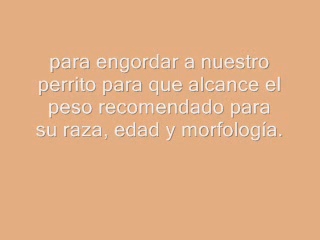 para engordar a nuestro
perrito para que alcance el
peso recomendado para
su raza, edad y morfología.